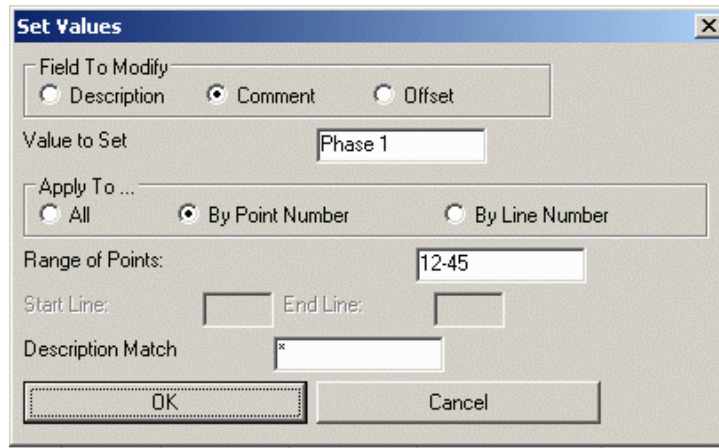 Set Values
Field To Modify
Description Comment Offset
Value to Set Phase 1
Apply To ...
All By Point Number By Line Number
Range of Points: 12-45
Start Line: End Line:
Description Match *
OK Cancel